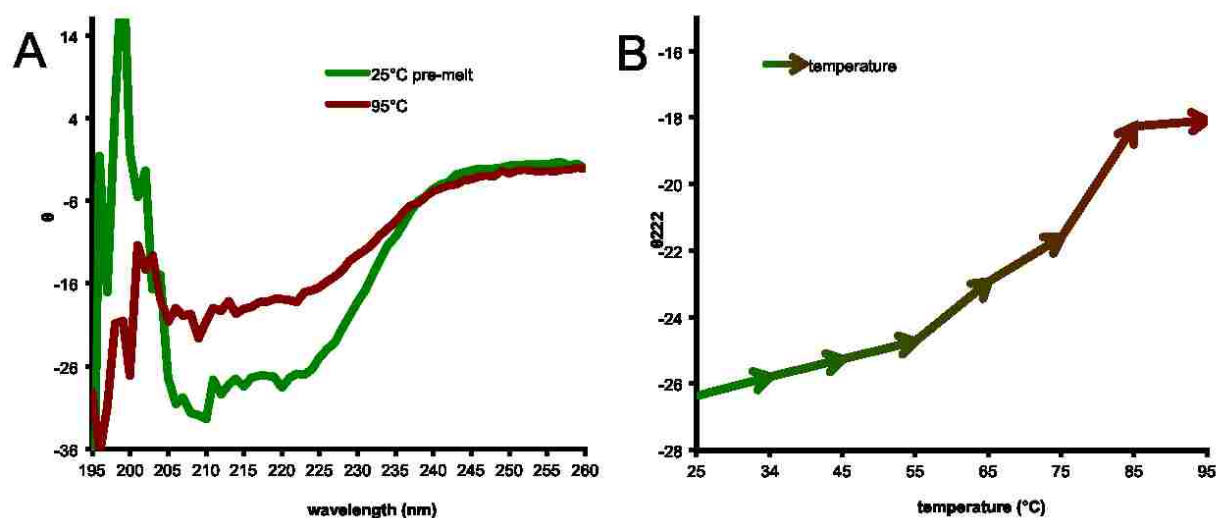 A
14
4
-6
-16
-26
-36
θ
25°C pre-melt
95°C
195 200 205 210 215 220 225 230 235 240 245 250 255 260
wavelength (nm)
B
-16
-18
-20
-22
-24
-26
-28
θ222
temperature
25 34 45 55 65 75 85 95
temperature (°C)